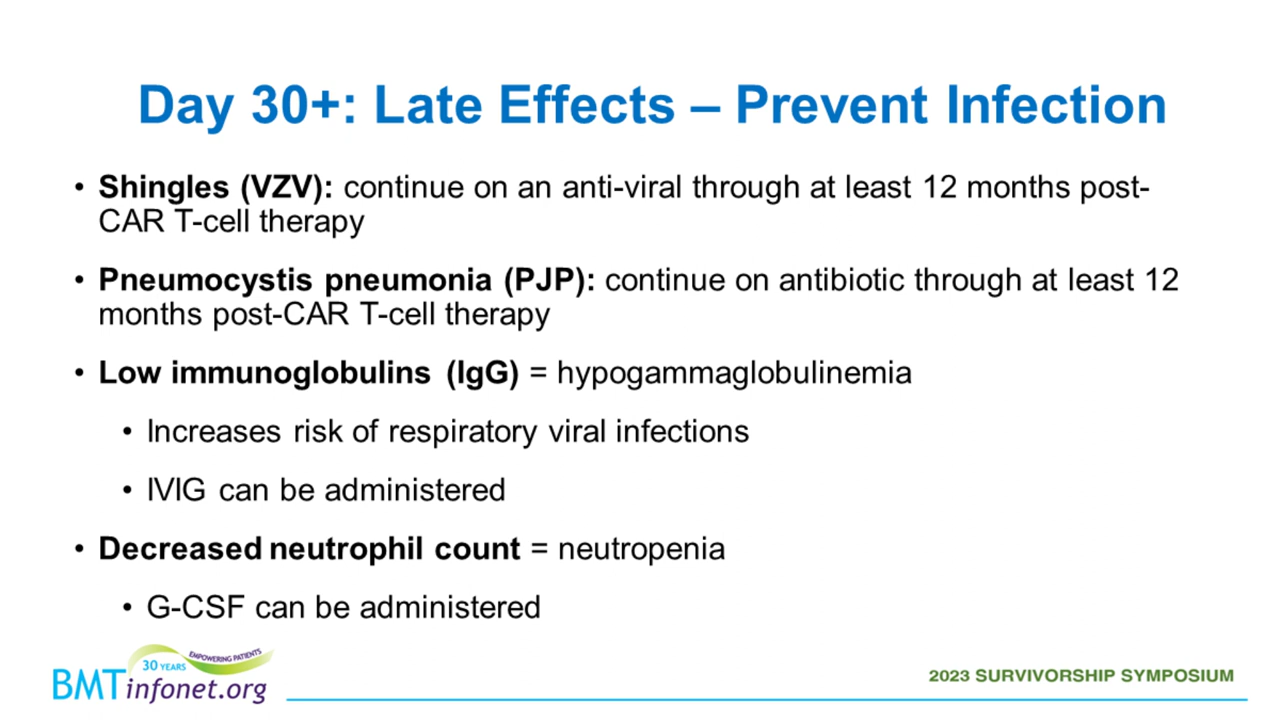 Day 30+: Late Effects – Prevent Infection
• Shingles (VZV): continue on an anti-viral through at least 12 months post-
CAR T-cell therapy
• Pneumocystis pneumonia (PJP): continue on antibiotic through at least 12
months post-CAR T-cell therapy
• Low immunoglobulins (IgG) = hypogammaglobulinemia
• Increases risk of respiratory viral infections
• IVIG can be administered
• Decreased neutrophil count = neutropenia
• G-CSF can be administered
30 YEARS EMPOWERING PATIENTS
BMTinfonet.org
2023 SURVIVORSHIP SYMPOSIUM